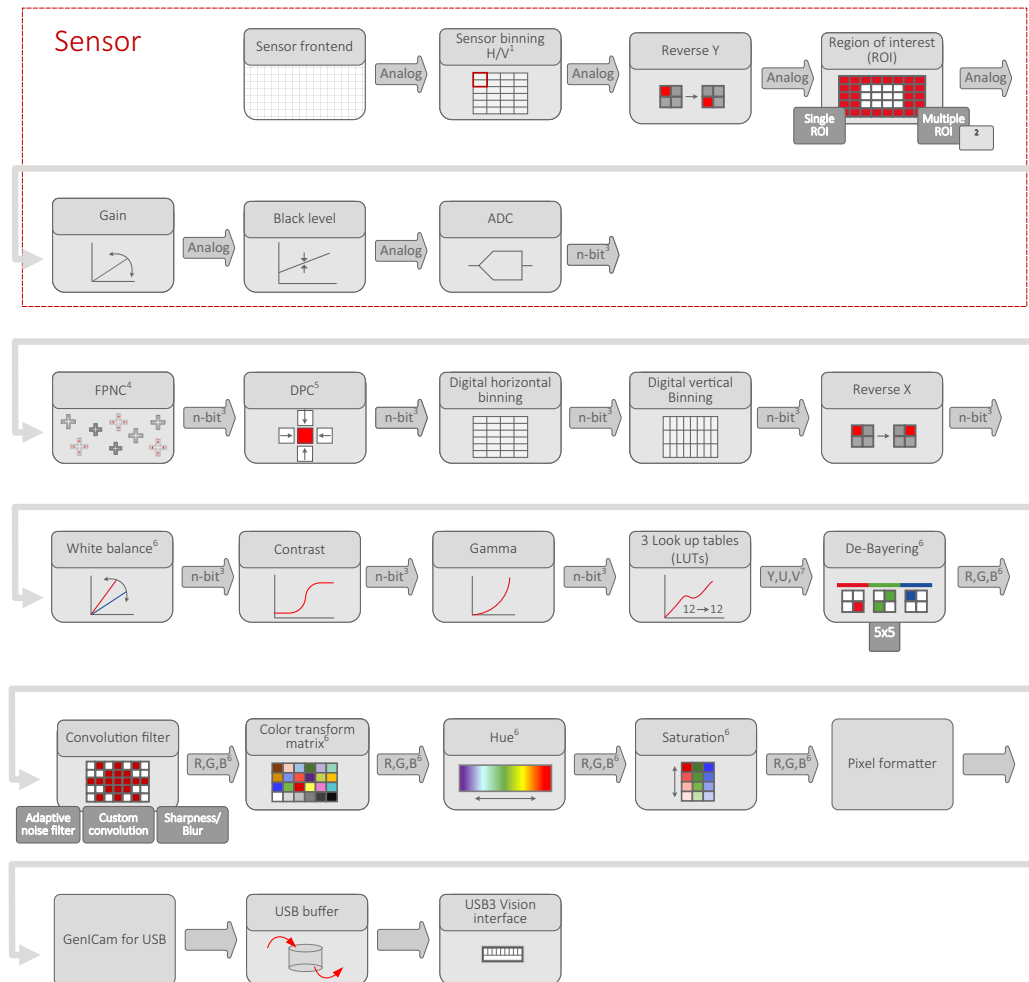 Sensor
Sensor frontend
Analog
Sensor binning
H/V1
Analog
Reverse Y
Analog
Region of interest
(ROI)
Single
ROI
Multiple
ROI
2
Analog
Gain
Analog
Black level
Analog
ADC
n-bit3
FPNC4
n-bit3
DPC5
n-bit3
Digital horizontal
binning
n-bit3
Digital vertical
Binning
n-bit3
Reverse X
n-bit3
White balance6
n-bit3
Contrast
n-bit3
Gamma
n-bit3
3 Look up tables
(LUTs)
12→12
Y,U,V7
De-Bayering6
5x5
R,G,B6
Convolution filter
Adaptive
noise filter
Custom
convolution
Sharpness/
Blur
R,G,B6
Color transform
matrix6
R,G,B6
Hue6
R,G,B6
Saturation6
R,G,B6
Pixel formatter
GenICam for USB
USB buffer
USB3 Vision
interface